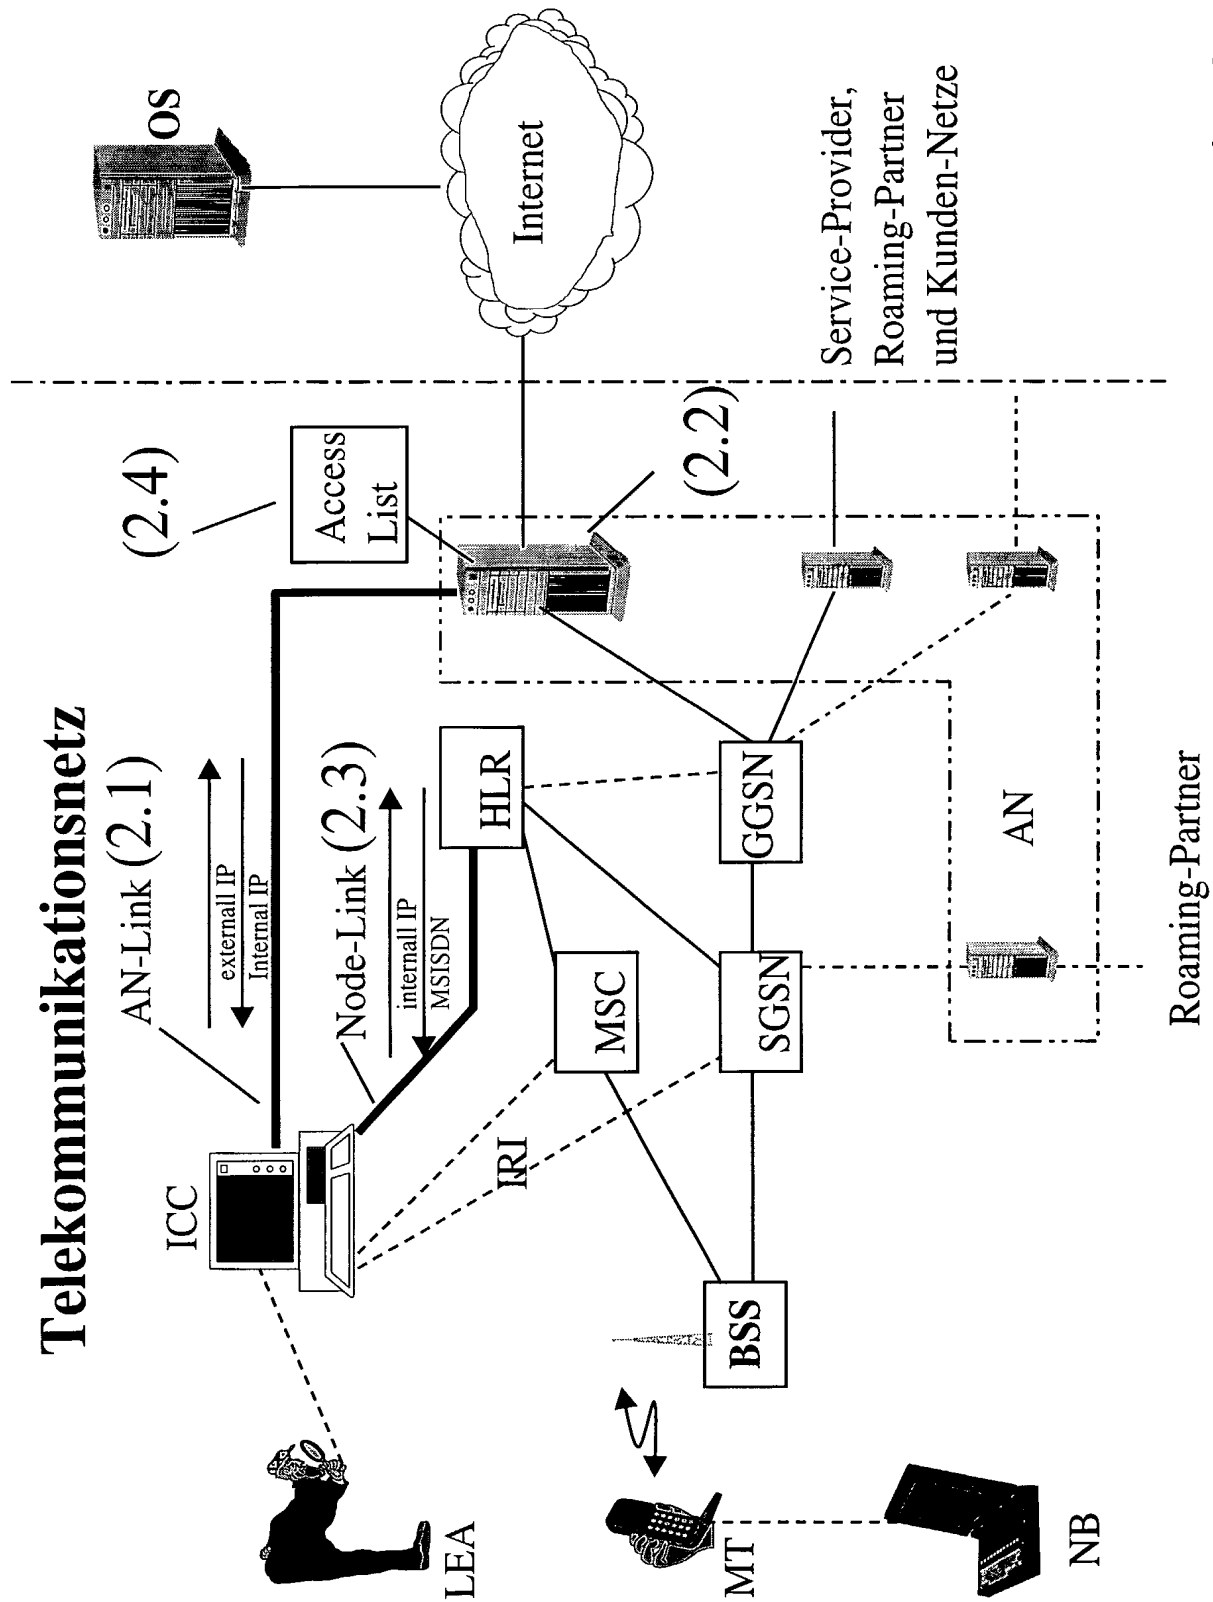 Telekommunikationsnetz
ICC
AN-Link (2.1)
externall IP
Internal IP
(2.4)
OS
Access
List
Node-Link (2.3)
internall IP
MSISDN
LEA
IRI
HLR
(2.2)
Internet
MSC
MT
BSS
SGSN
GGSN
Service-Provider,
Roaming-Partner
und Kunden-Netze
NB
AN
Roaming-Partner